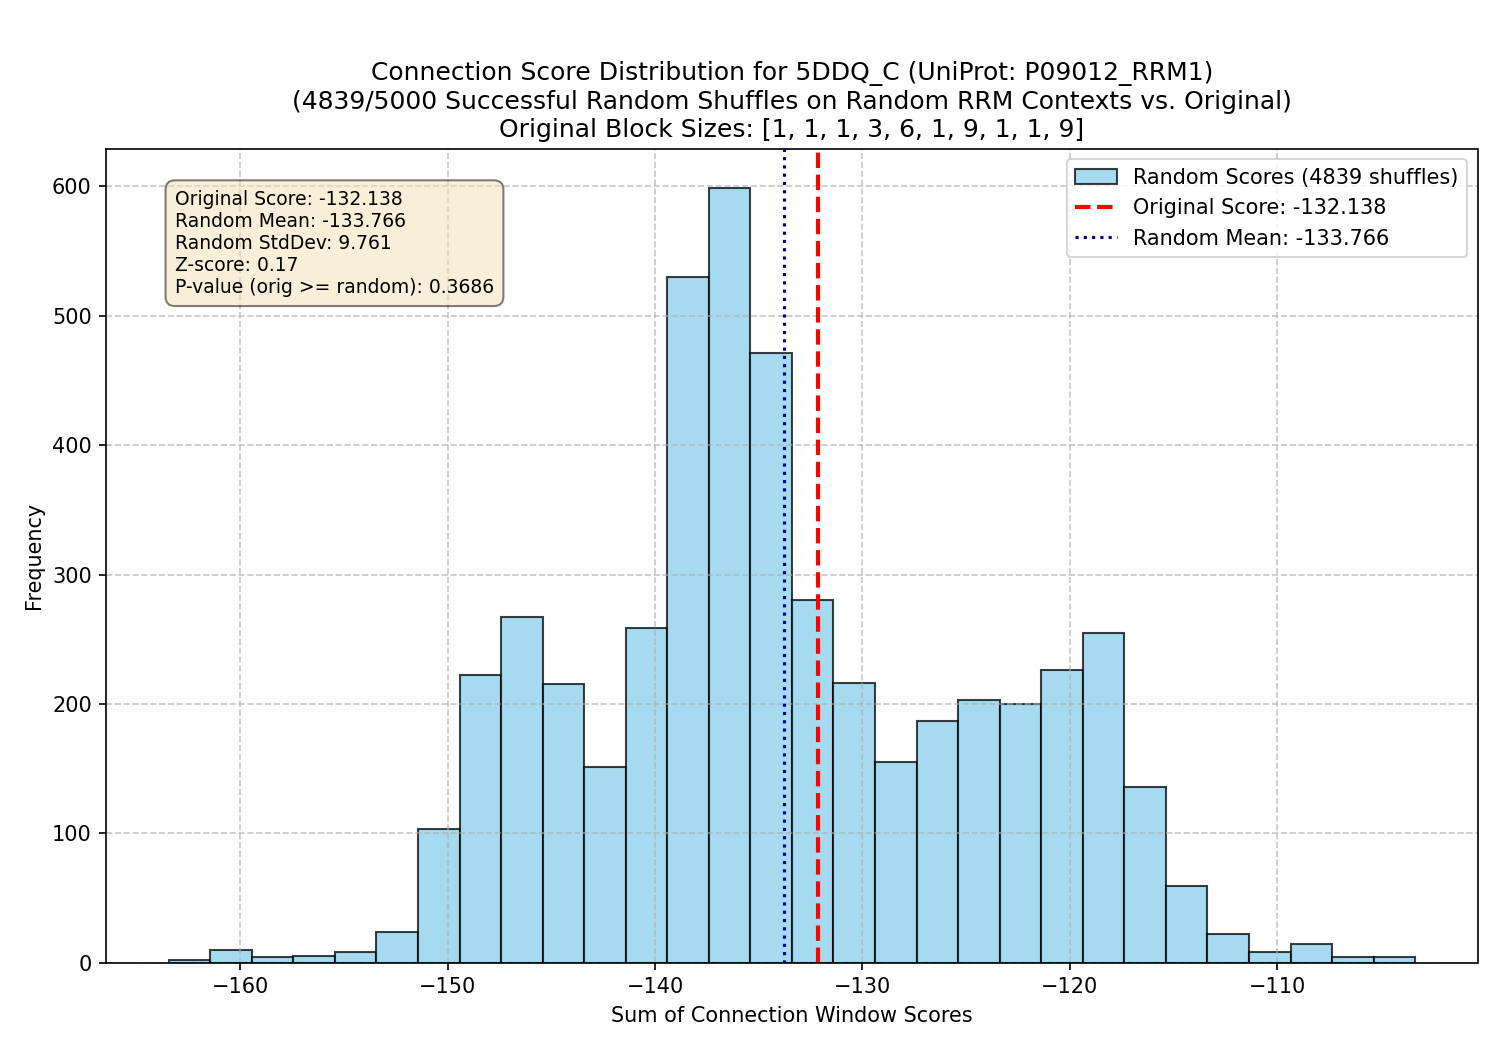 Connection Score Distribution for 5DDQ_C (UniProt: P09012_RRM1)
(4839/5000 Successful Random Shuffles on Random RRM Contexts vs. Original)
Original Block Sizes: [1, 1, 1, 3, 6, 1, 9, 1, 1, 9]
Original Score: -132.138
Random Mean: -133.766
Random StdDev: 9.761
Z-score: 0.17
P-value (orig >= random): 0.3686
Random Scores (4839 shuffles)
Original Score: -132.138
Random Mean: -133.766
Frequency
600
500
400
300
200
100
0
−160
−150
−140
−130
−120
−110
Sum of Connection Window Scores